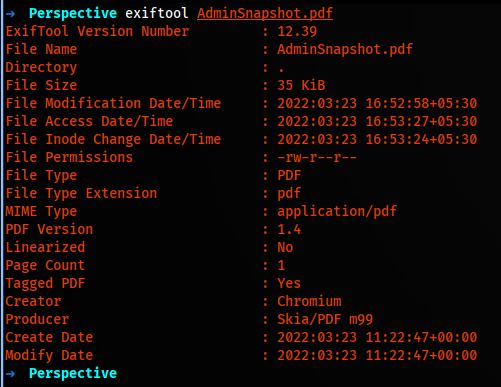 → Perspective exiftool AdminSnapshot.pdf
ExifTool Version Number : 12.39
File Name : AdminSnapshot.pdf
Directory : .
File Size : 35 KiB
File Modification Date/Time : 2022:03:23 16:52:58+05:30
File Access Date/Time : 2022:03:23 16:53:27+05:30
File Inode Change Date/Time : 2022:03:23 16:53:24+05:30
File Permissions : -rw-r--r--
File Type : PDF
File Type Extension : pdf
MIME Type : application/pdf
PDF Version : 1.4
Linearized : No
Page Count : 1
Tagged PDF : Yes
Creator : Chromium
Producer : Skia/PDF m99
Create Date : 2022:03:23 11:22:47+00:00
Modify Date : 2022:03:23 11:22:47+00:00
→ Perspective